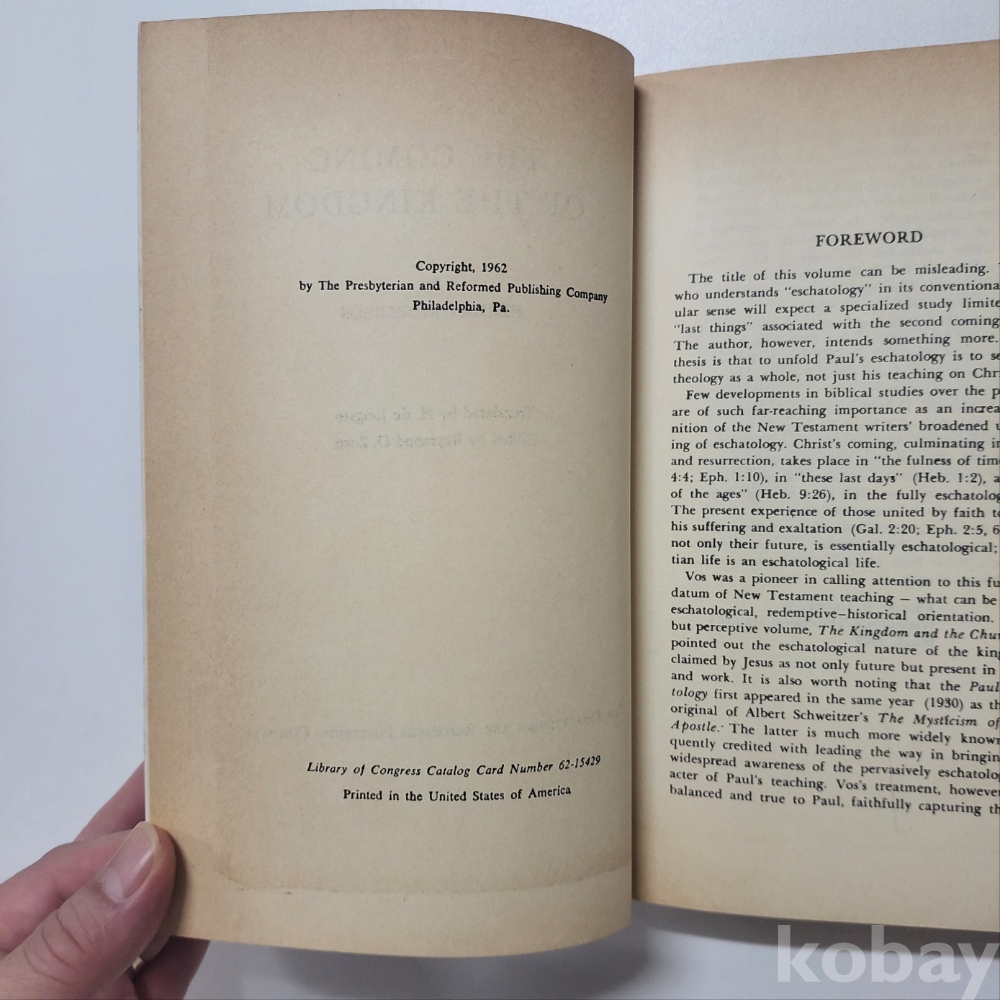 Copyright, 1962
by The Presbyterian and Reformed Publishing Company
Philadelphia, Pa.
Library of Congress Catalog Card Number 62-15429
Printed in the United States of America
FOREWORD
The title of this volume can be misleading.
who understands "eschatology" in its conventiona
ular sense will expect a specialized study limite
"last things" associated with the second coming
The author, however, intends something more.
thesis is that to unfold Paul's eschatology is to se
theology as a whole, not just his teaching on Chri
Few developments in biblical studies over the p
are of such far-reaching importance as an increa
nition of the New Testament writers' broadened u
ing of eschatology. Christ's coming, culminating in
and resurrection, takes place in "the fulness of tim
4:4; Eph. 1:10), in "these last days" (Heb. 1:2), a
of the ages" (Heb. 9:26), in the fully eschatolog
The present experience of those united by faith to
his suffering and exaltation (Gal. 2:20; Eph. 2:5, 6
not only their future, is essentially eschatological;
tian life is an eschatological life.
Vos was a pioneer in calling attention to this fu
datum of New Testament teaching — what can be
eschatological, redemptive-historical orientation.
but perceptive volume, The Kingdom and the Chu
pointed out the eschatological nature of the king
claimed by Jesus as not only future but present in
and work. It is also worth noting that the Paul
tology first appeared in the same year (1930) as th
original of Albert Schweitzer's The Mysticism of
Apostle. The latter is much more widely known
quently credited with leading the way in bringin
widespread awareness of the pervasively eschatolo
acter of Paul's teaching. Vos's treatment, however
balanced and true to Paul, faithfully capturing th
kobay